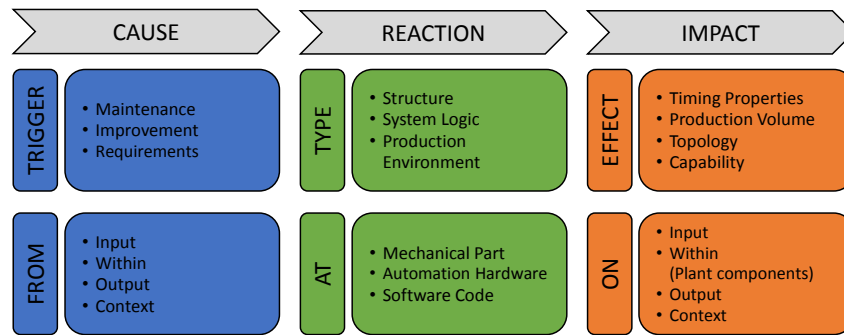 CAUSE
REACTION
IMPACT
TRIGGER
• Maintenance
• Improvement
• Requirements
TYPE
• Structure
• System Logic
• Production
Environment
EFFECT
• Timing Properties
• Production Volume
• Topology
• Capability
FROM
• Input
• Within
• Output
• Context
AT
• Mechanical Part
• Automation Hardware
• Software Code
ON
• Input
• Within
(Plant components)
• Output
• Context